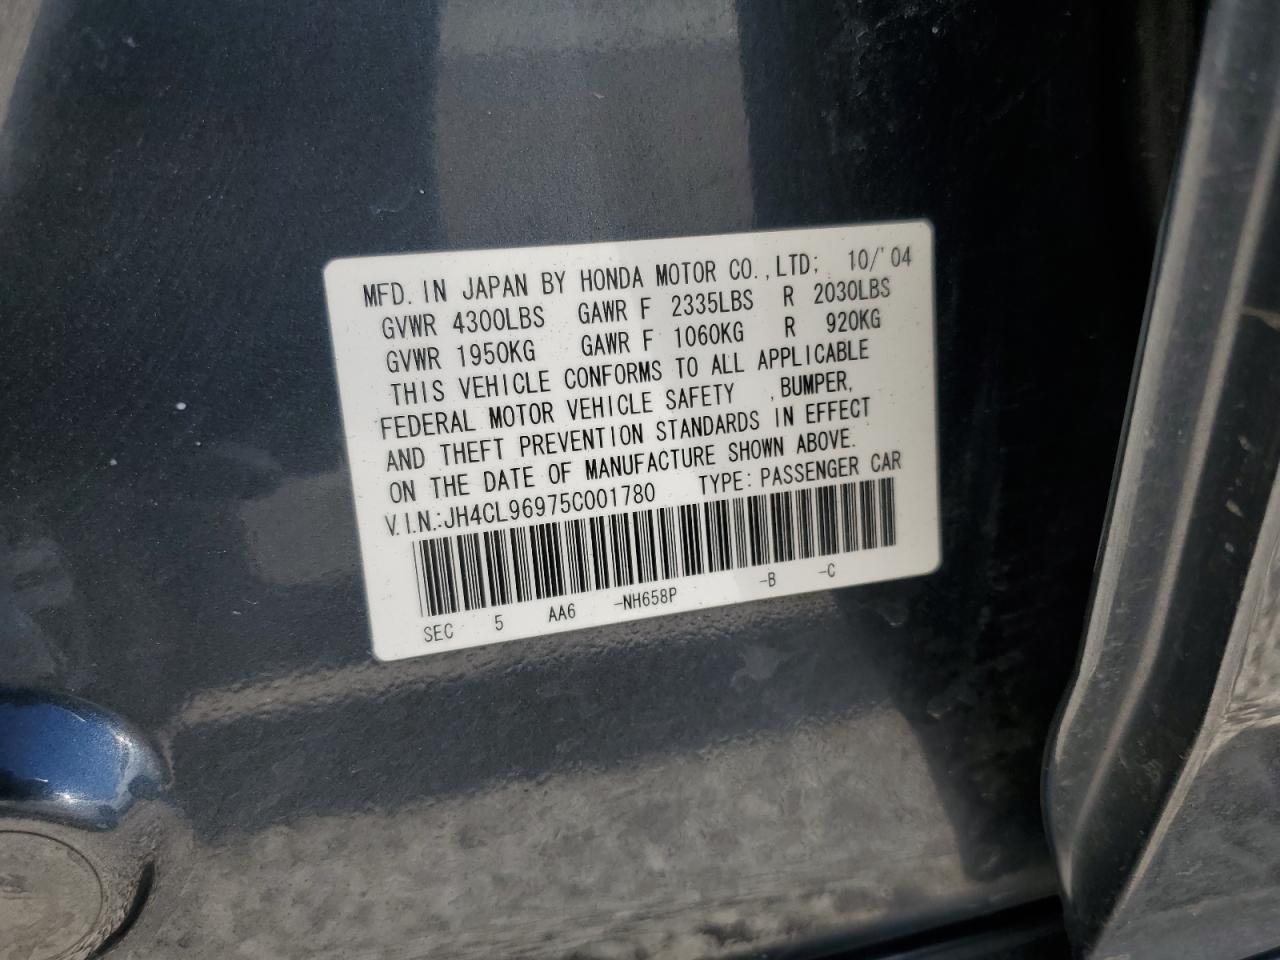 MFD. IN JAPAN BY HONDA MOTOR CO.,LTD; 10/'04
GVWR 4300LBS GAWR F 2335LBS R 2030LBS
GVWR 1950KG GAWR F 1060KG R 920KG
THIS VEHICLE CONFORMS TO ALL APPLICABLE
FEDERAL MOTOR VEHICLE SAFETY ,BUMPER,
AND THEFT PREVENTION STANDARDS IN EFFECT
ON THE DATE OF MANUFACTURE SHOWN ABOVE.
V.I.N.:JH4CL96975C001780 TYPE:PASSENGER CAR
SEC 5 AA6 -NH658P -B -C